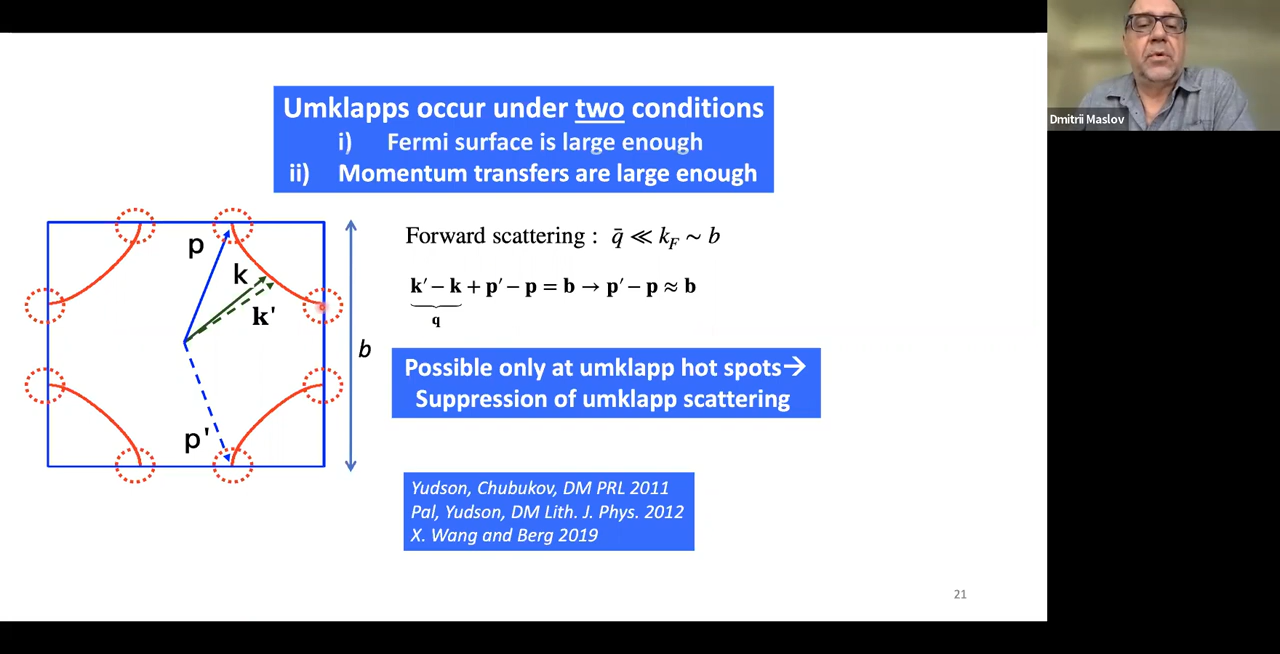 Dmitrii Maslov
Umklapps occur under two conditions
i) Fermi surface is large enough
ii) Momentum transfers are large enough
p
k
k'
b
p'
Forward scattering : q̄ ≪ k_F ∼ b
k′ − k + p′ − p = b → p′ − p ≈ b
q
Possible only at umklapp hot spots→
Suppression of umklapp scattering
Yudson, Chubukov, DM PRL 2011
Pal, Yudson, DM Lith. J. Phys. 2012
X. Wang and Berg 2019
21